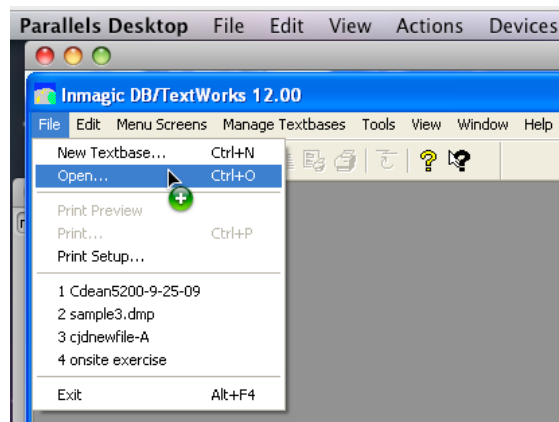 Parallels Desktop File Edit View Actions Devices
Inmagic DB/TextWorks 12.00
File Edit Menu Screens Manage Textbases Tools View Window Help
New Textbase... Ctrl+N
Open... Ctrl+O
Print Preview
Print... Ctrl+P
Print Setup...
1 Cdean5200-9-25-09
2 sample3.dmp
3 cjdnewfile-A
4 onsite exercise
Exit Alt+F4